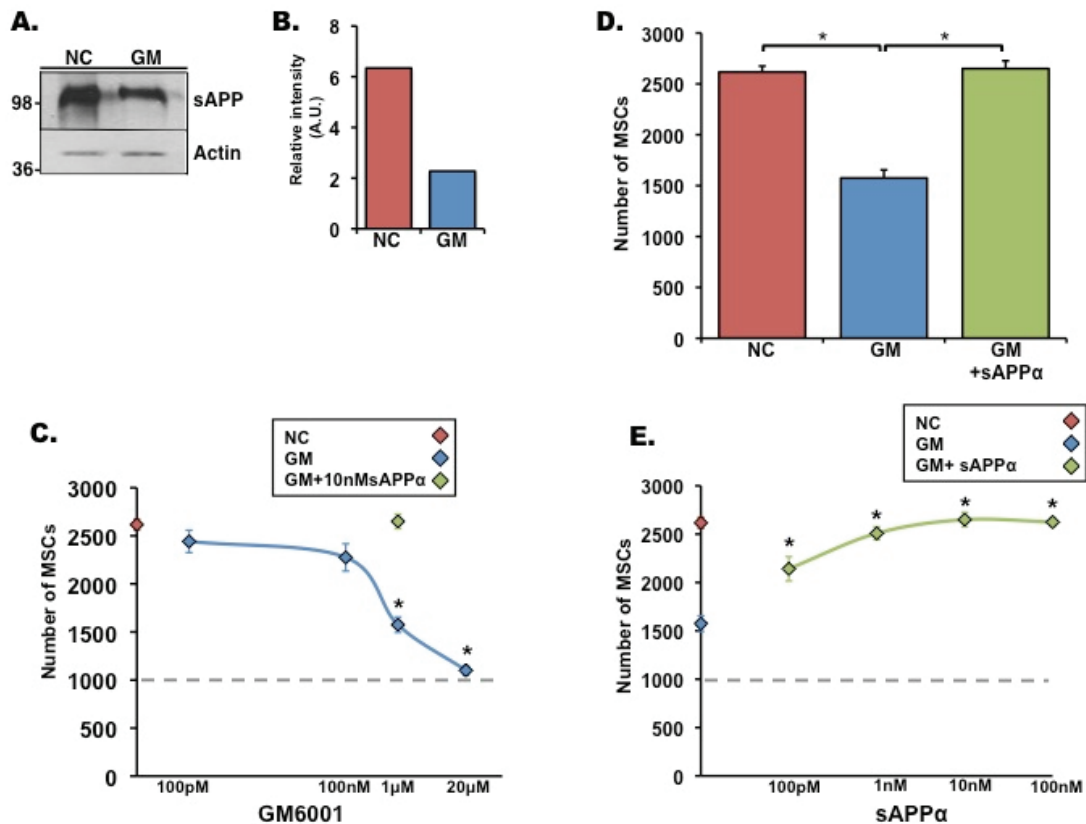 A.
NC GM
98
sAPP
Actin
36
B.
Relative intensity
(A.U.)
8
6
4
2
0
NC GM
D.
Number of MSCs
3000
2500
2000
1500
1000
500
0
*
*
NC GM GM
+sAPPα
C.
NC
GM
GM+10nMsAPPα
Number of MSCs
3000
2500
2000
1500
1000
500
0
*
*
100pM 100nM 1µM 20µM
GM6001
E.
NC
GM
GM+ sAPPα
Number of MSCs
3000
2500
2000
1500
1000
500
0
* * * *
100pM 1nM 10nM 100nM
sAPPα